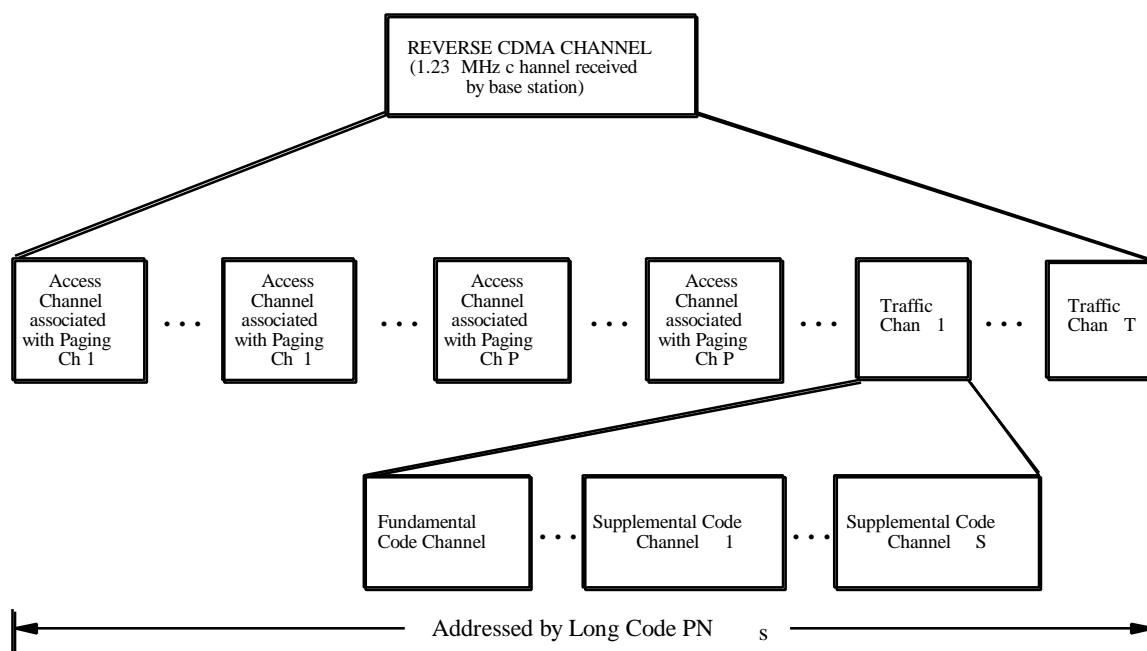 REVERSE CDMA CHANNEL
(1.23 MHz c hannel received
by base station)
Access
Channel
associated
with Paging
Ch 1
Access
Channel
associated
with Paging
Ch 1
Access
Channel
associated
with Paging
Ch P
Access
Channel
associated
with Paging
Ch P
Traffic
Chan 1
Traffic
Chan T
Fundamental
Code Channel
Supplemental Code
Channel 1
Supplemental Code
Channel S
Addressed by Long Code PN s